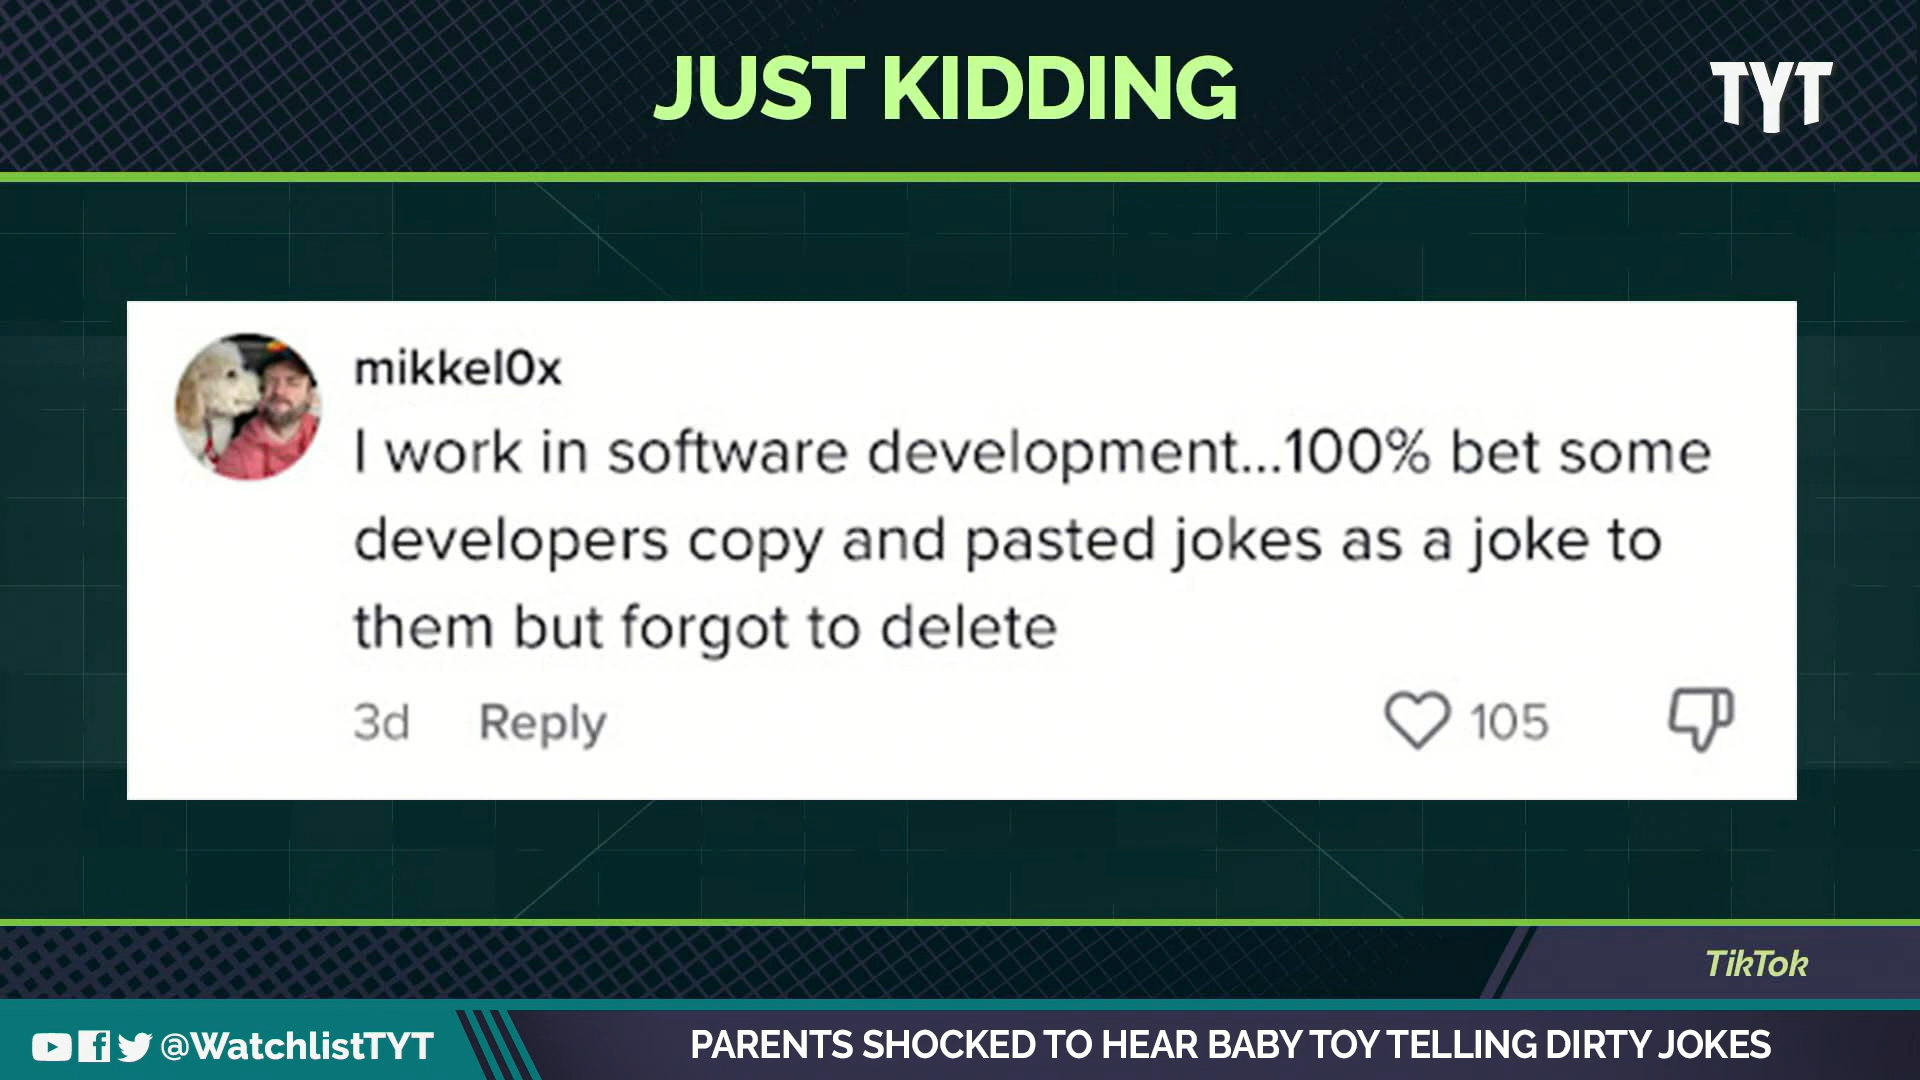 JUST KIDDING
TYT
mikkel0x
I work in software development...100% bet some
developers copy and pasted jokes as a joke to
them but forgot to delete
3d Reply 105
TikTok
@WatchlistTYT
PARENTS SHOCKED TO HEAR BABY TOY TELLING DIRTY JOKES